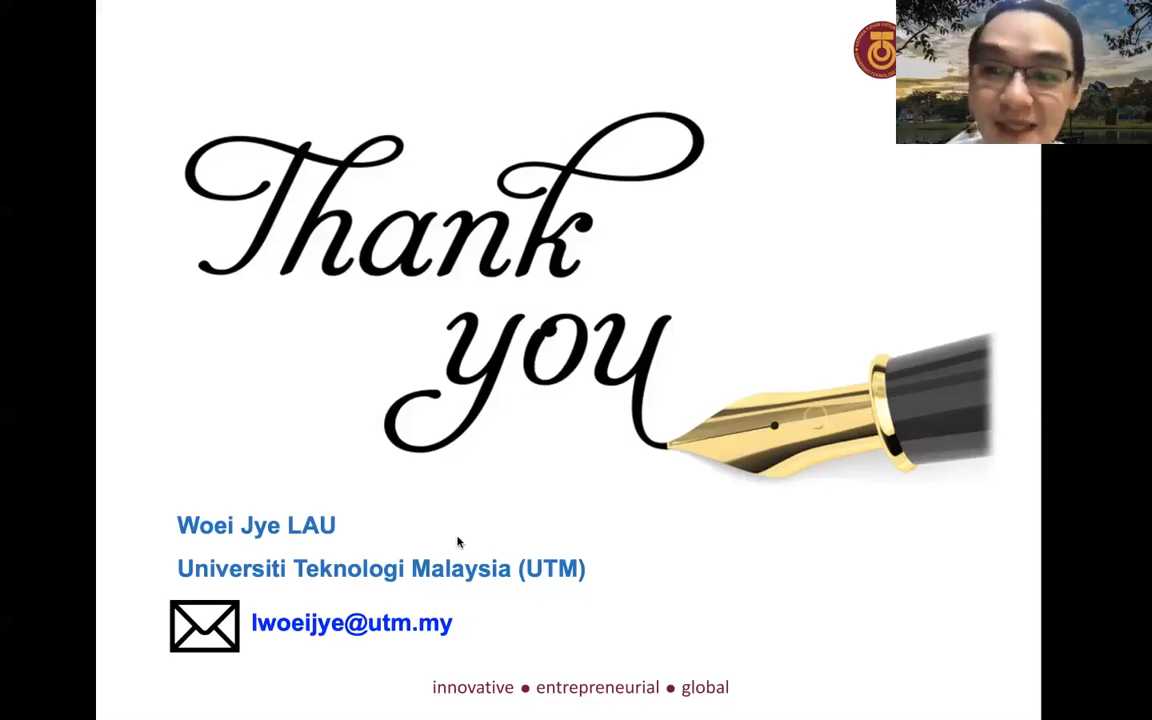 Thank
you
Woei Jye LAU
Universiti Teknologi Malaysia (UTM)
lwoeijye@utm.my
innovative ● entrepreneurial ● global